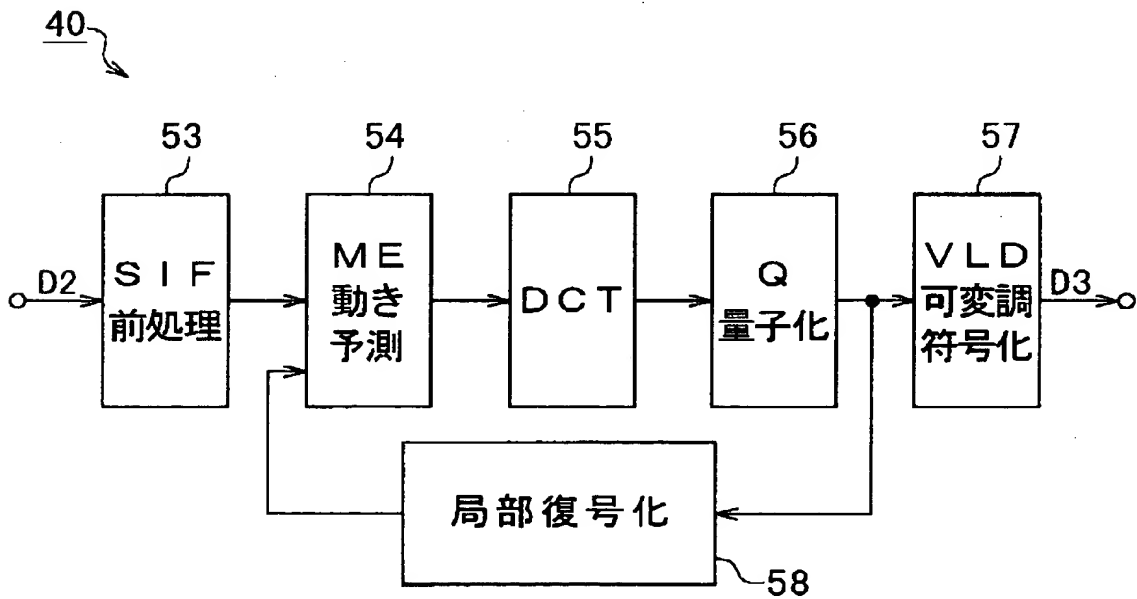 40
53
54
55
56
57
D2
SIF
前処理
ME
動き
予測
DCT
Q
量子化
VLD
可変調
符号化
D3
局部復号化
58